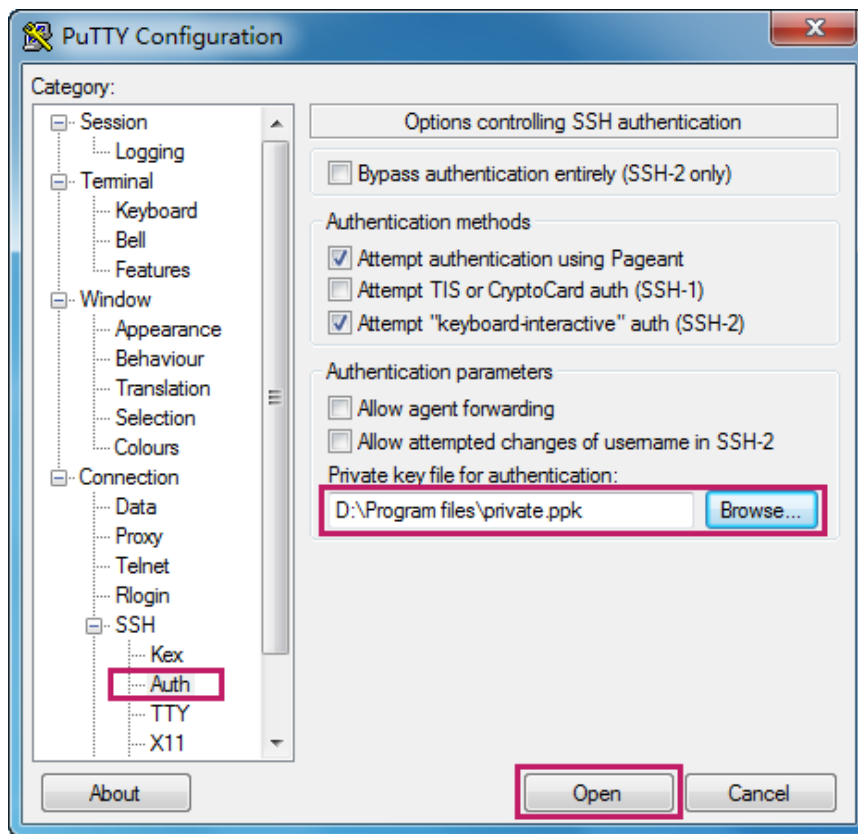 PuTTY Configuration
Category:
Session
Logging
Terminal
Keyboard
Bell
Features
Window
Appearance
Behaviour
Translation
Selection
Colours
Connection
Data
Proxy
Telnet
Rlogin
SSH
Kex
Auth
TTY
X11
Options controlling SSH authentication
Bypass authentication entirely (SSH-2 only)
Authentication methods
Attempt authentication using Pageant
Attempt TIS or CryptoCard auth (SSH-1)
Attempt "keyboard-interactive" auth (SSH-2)
Authentication parameters
Allow agent forwarding
Allow attempted changes of username in SSH-2
Private key file for authentication:
D:\Program files\private.ppk
Browse...
About
Open
Cancel